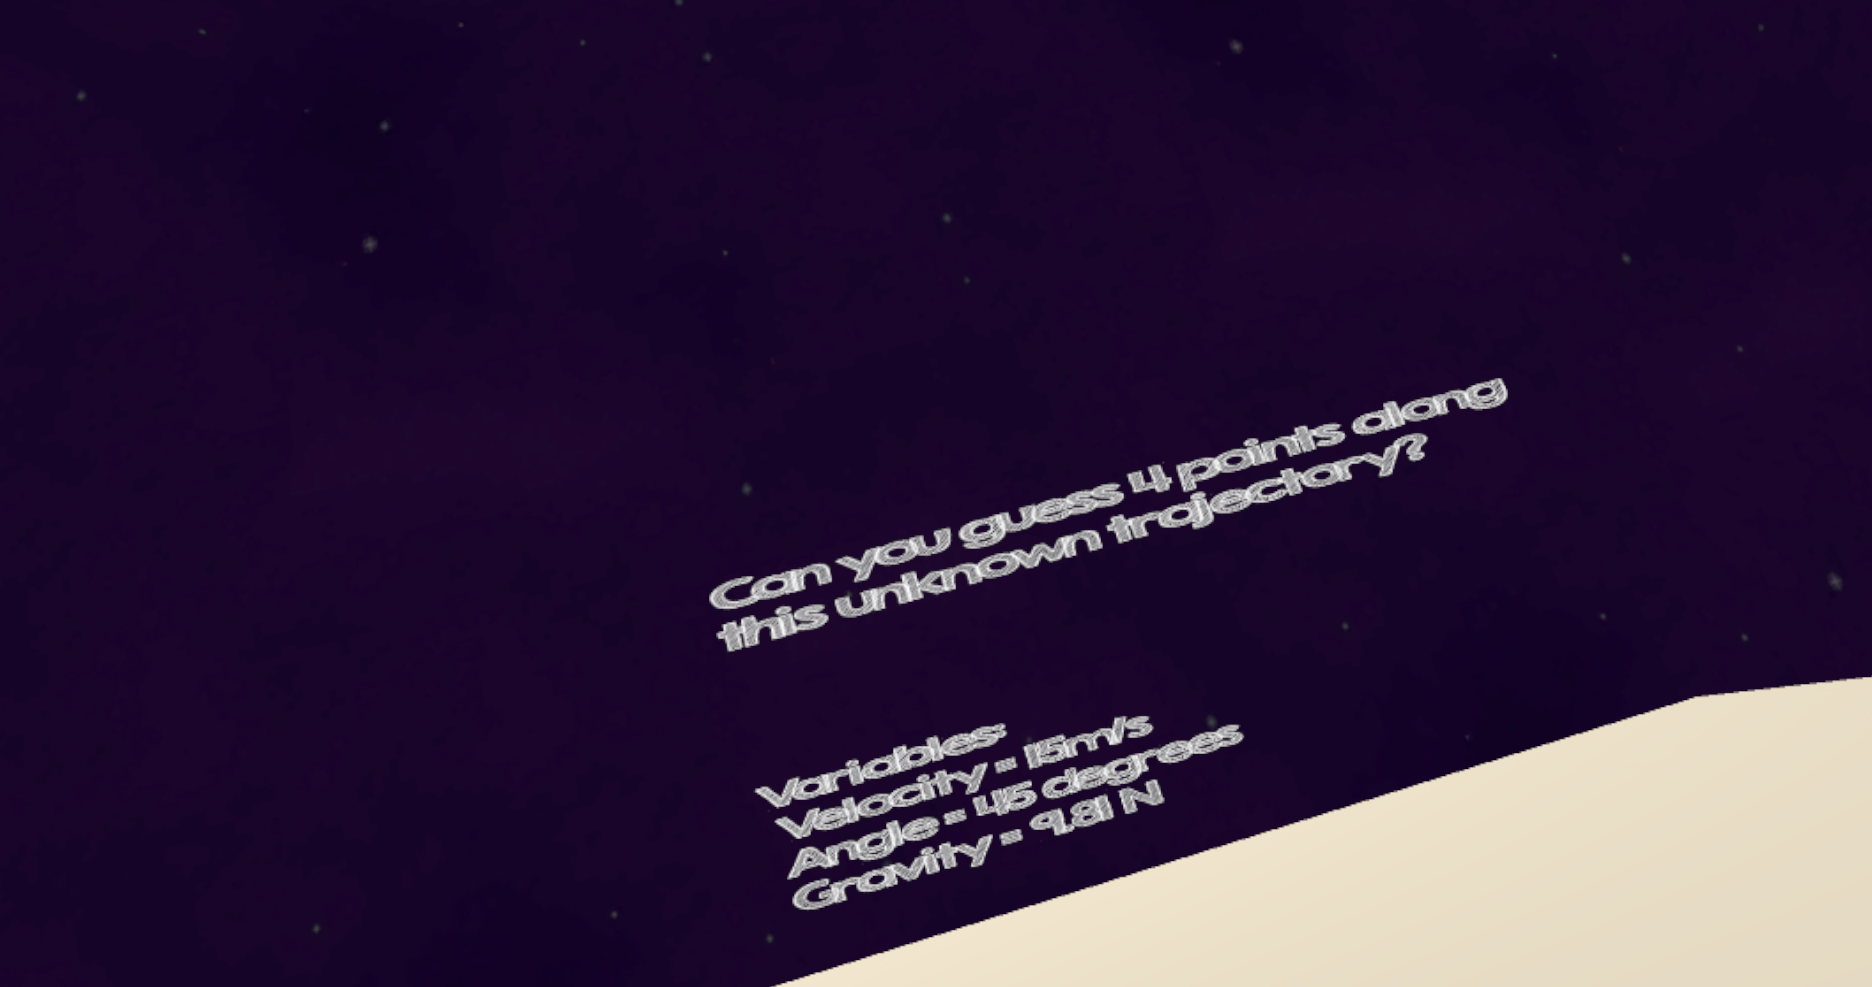 Can you guess 4 points along
this unknown trajectory?
Variables:
Velocity = 15m/s
Angle = 45 degrees
Gravity = 9.81 N